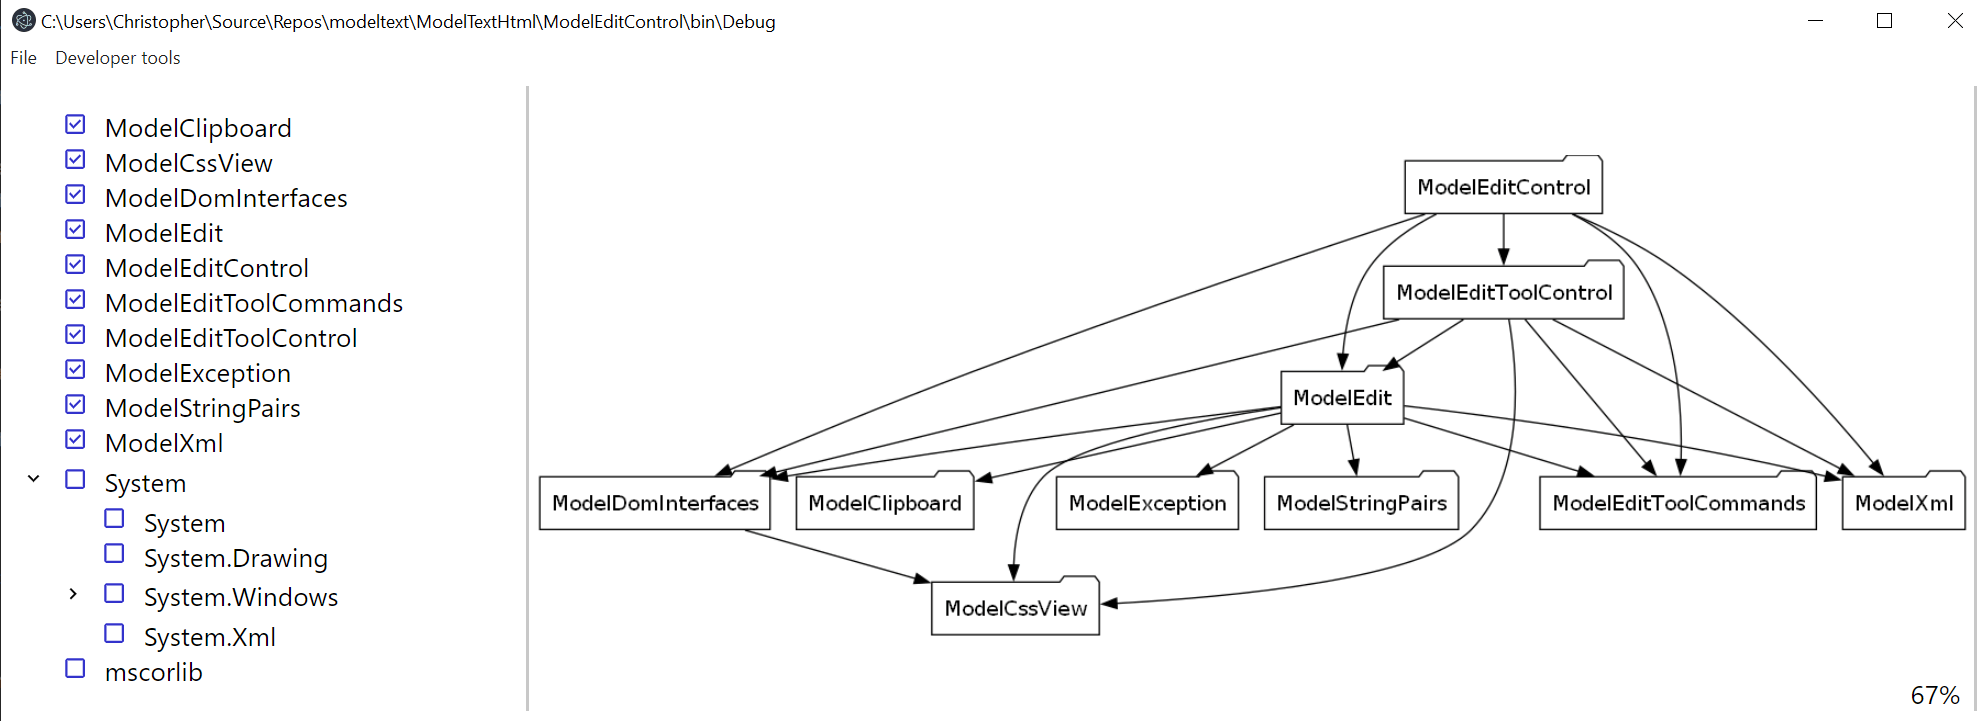 C:\Users\Christopher\Source\Repos\modeltext\ModelTextHtml\ModelEditControl\bin\Debug
File Developer tools
ModelClipboard
ModelCssView
ModelDomInterfaces
ModelEdit
ModelEditControl
ModelEditToolCommands
ModelEditToolControl
ModelException
ModelStringPairs
ModelXml
System
System
System.Drawing
System.Windows
System.Xml
mscorlib
ModelEditControl
ModelEditToolControl
ModelEdit
ModelDomInterfaces ModelClipboard ModelException ModelStringPairs ModelEditToolCommands ModelXml
ModelCssView
67%